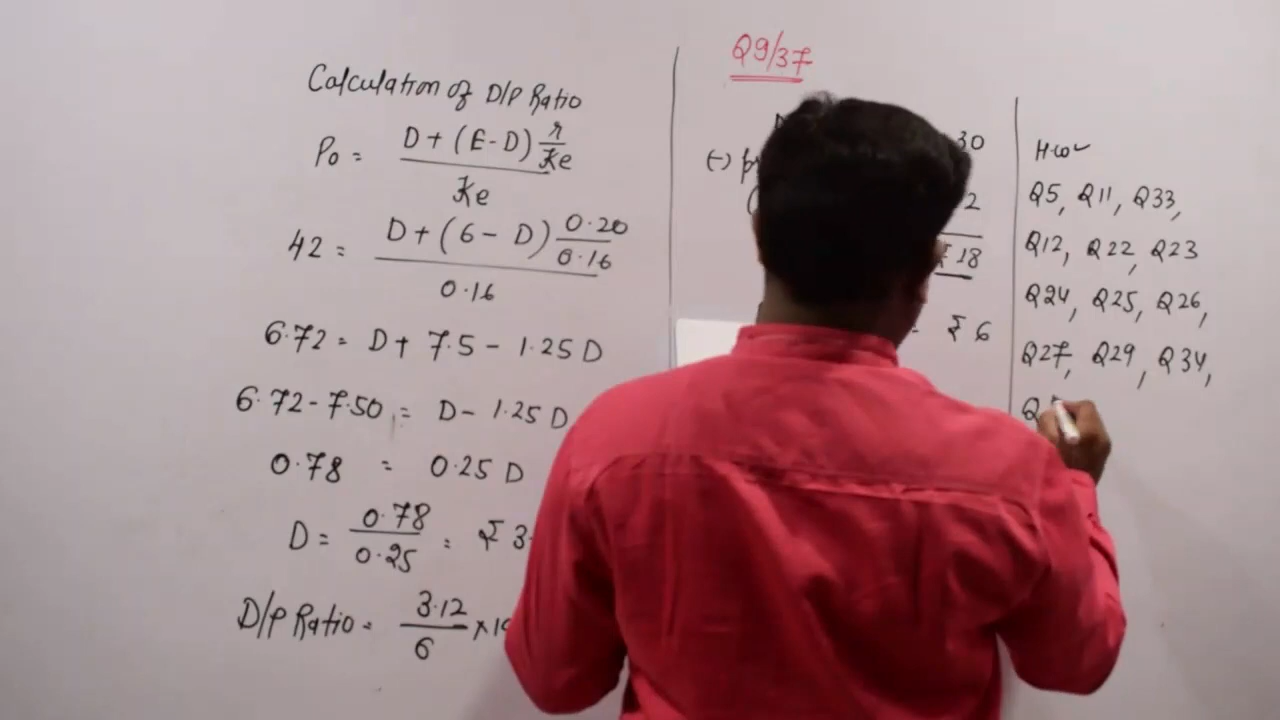 Calculation of D/P Ratio
Po = D + (E - D) r/Ke
Ke
42 = D + (6 - D) 0.20/0.16
0.16
6.72 = D + 7.5 - 1.25 D
6.72 - 7.50 = D - 1.25 D
0.78 = 0.25 D
D = 0.78/0.25 = ₹ 3.
D/P Ratio = 3.12/6 × 10
Q9/37
30
(-)
2
₹ 18
₹ 6
H.W
Q5, Q11, Q33,
Q12, Q22, Q23
Q24, Q25, Q26,
Q27, Q29, Q34,
Q